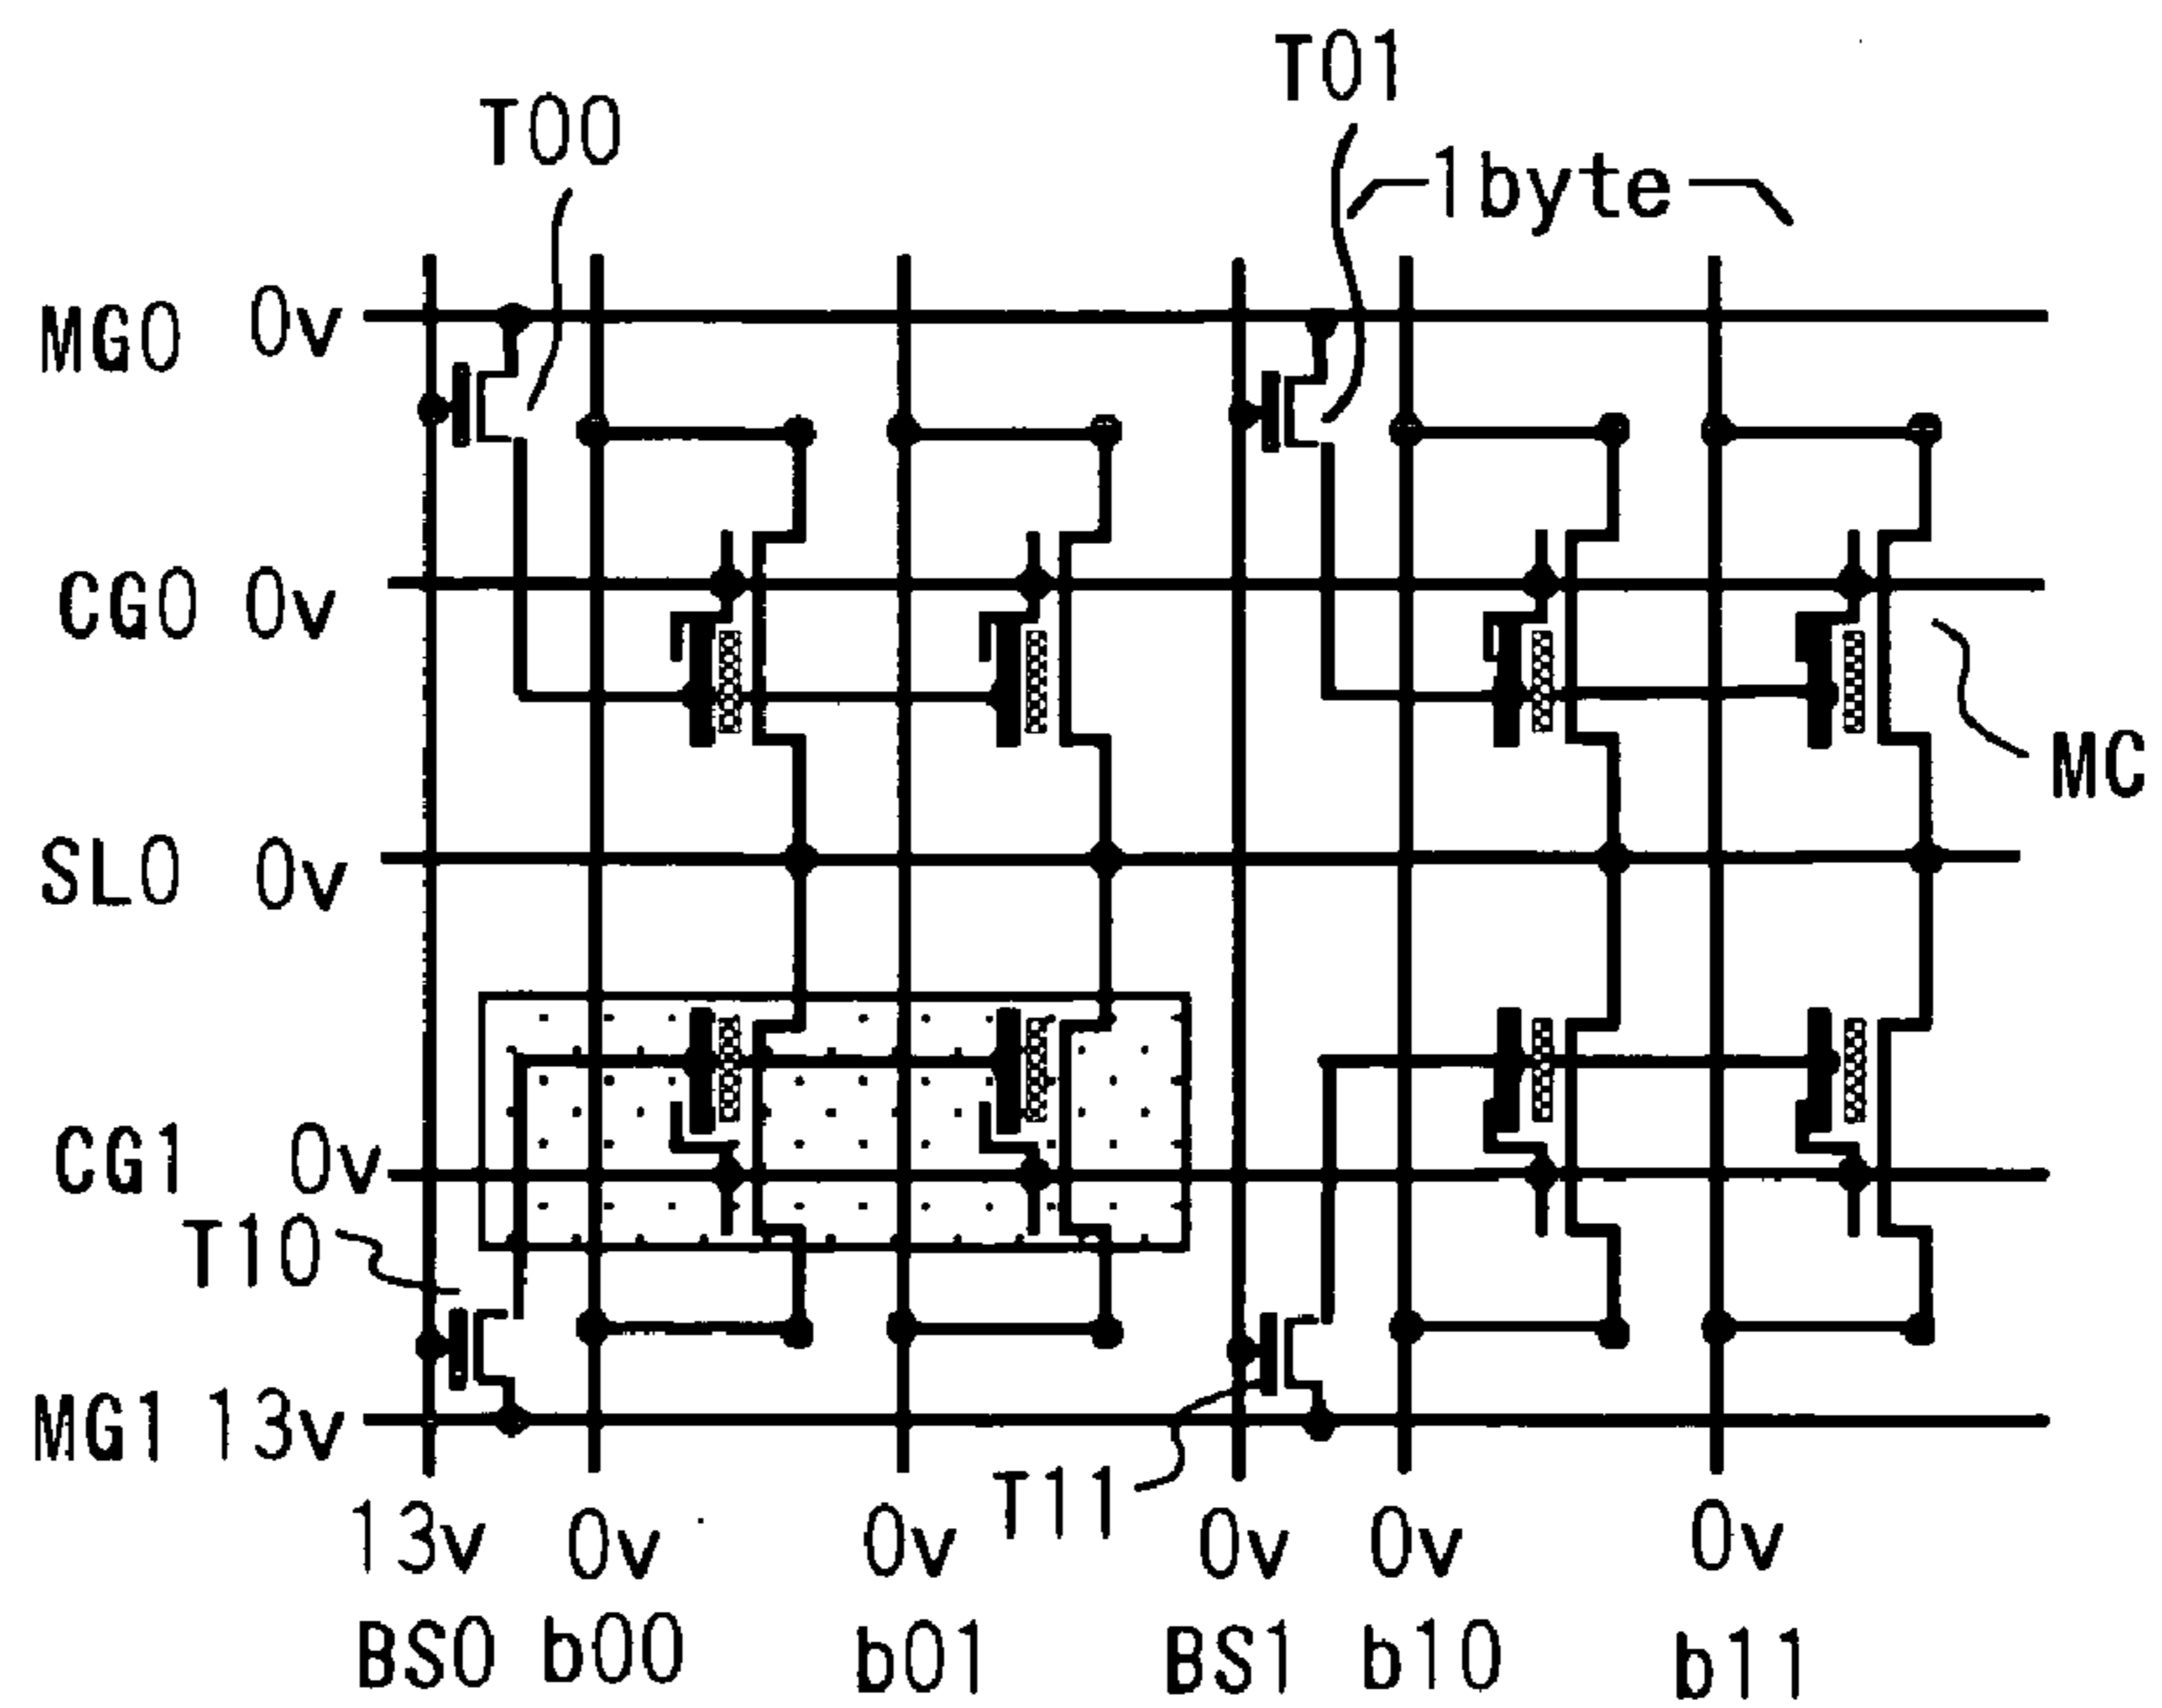 T01
T00
1byte
MG0 0v
CG0 0v
MC
SL0 0v
CG1 0v
T10
MG1 13v
T11
13v 0v 0v 0v 0v 0v
BS0 b00 b01 BS1 b10 b11